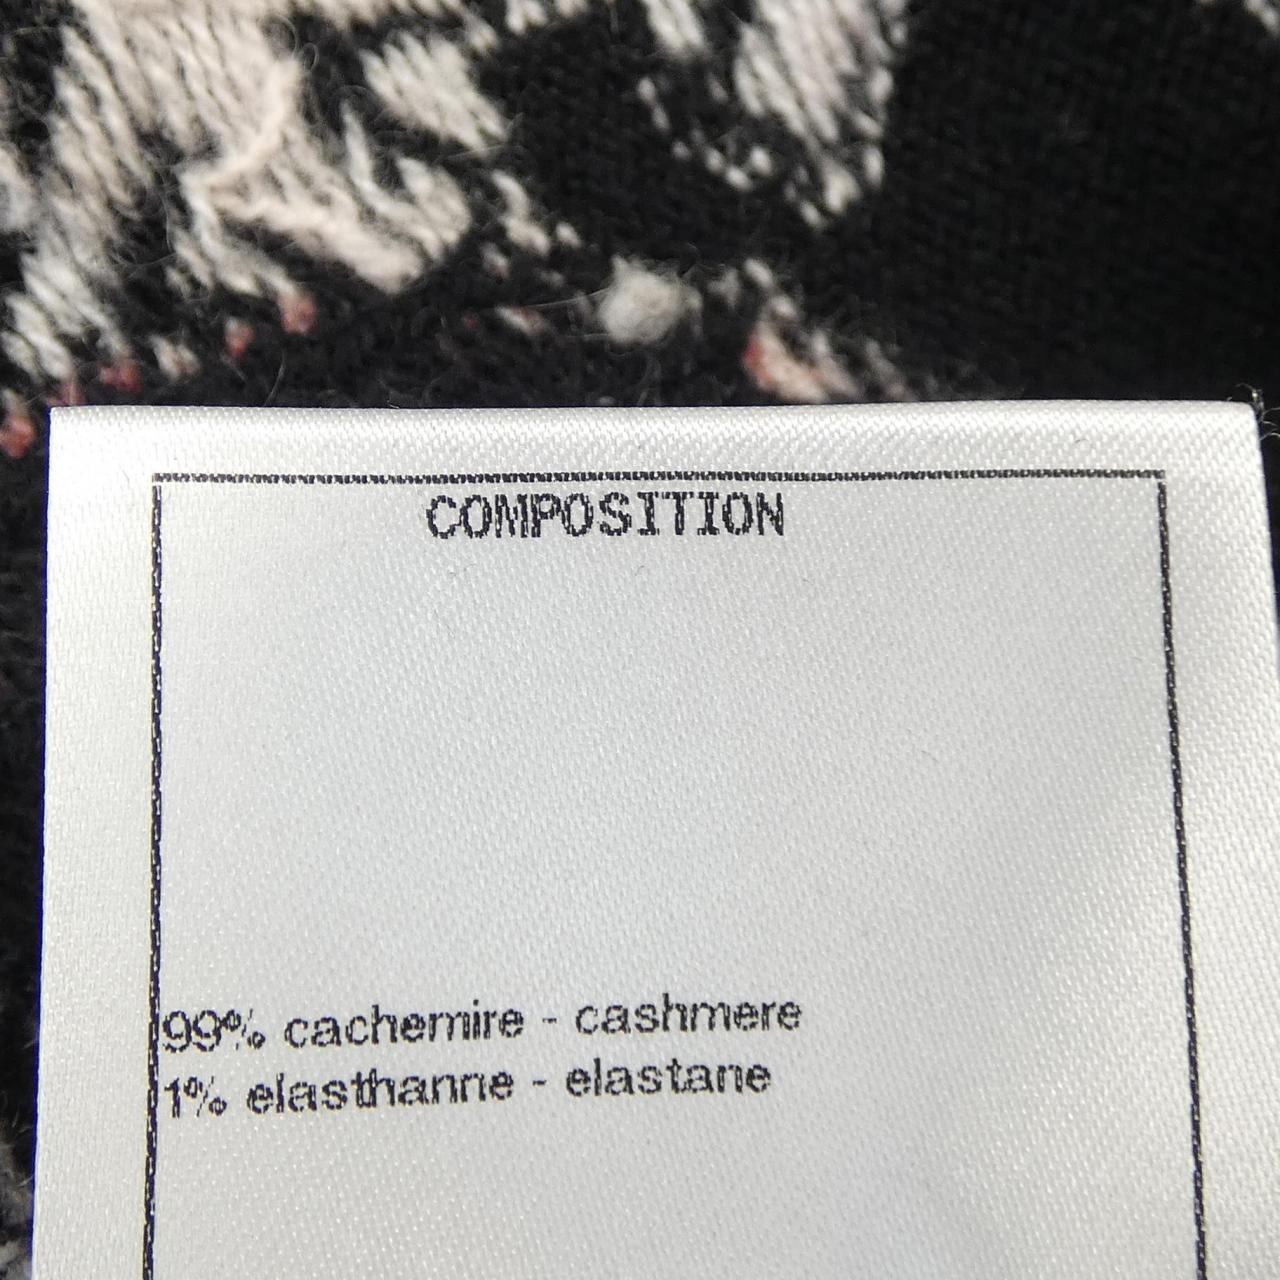 COMPOSITION
99% cachemire - cashmere
1% elasthanne - elastane